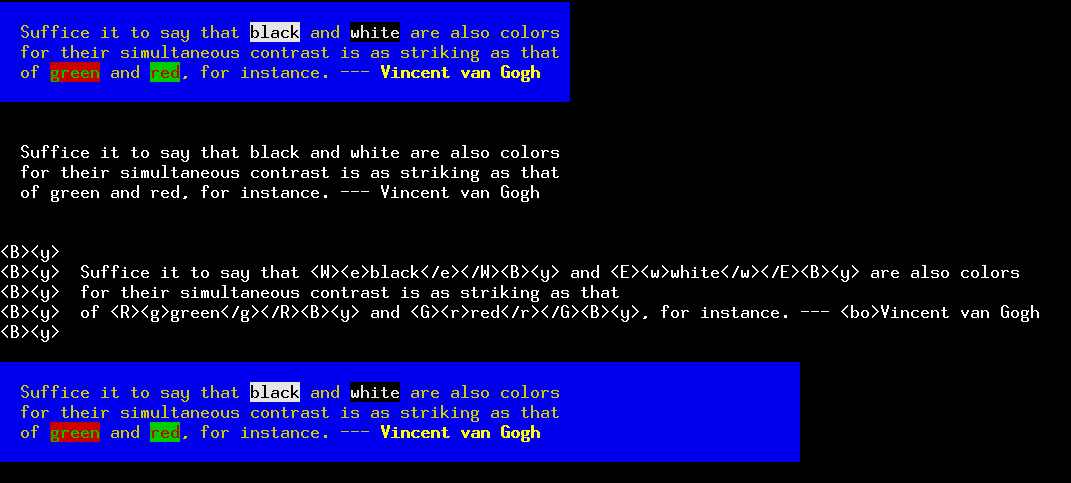 Suffice it to say that black and white are also colors
for their simultaneous contrast is as striking as that
of green and red, for instance. --- Vincent van Gogh
Suffice it to say that black and white are also colors
for their simultaneous contrast is as striking as that
of green and red, for instance. --- Vincent van Gogh
<B><y>
<B><y>  Suffice it to say that <W><e>black</e></W><B><y> and <E><w>white</w></E><B><y> are also colors
<B><y>  for their simultaneous contrast is as striking as that
<B><y>  of <R><g>green</g></R><B><y> and <G><r>red</r></G><B><y>, for instance. --- <bo>Vincent van Gogh
<B><y>
Suffice it to say that black and white are also colors
for their simultaneous contrast is as striking as that
of green and red, for instance. --- Vincent van Gogh